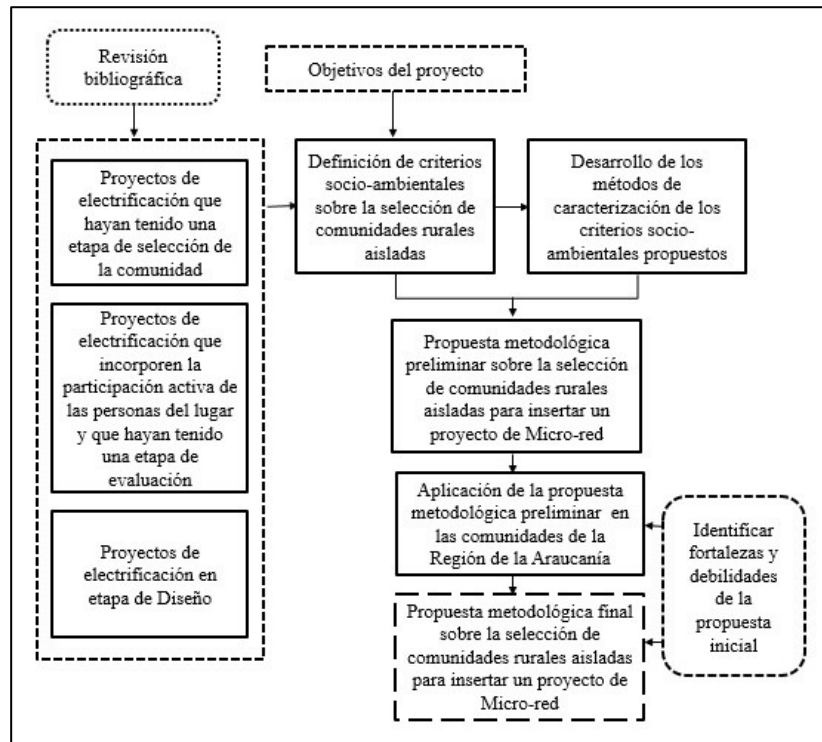 Revisión
bibliográfica
Objetivos del proyecto
Proyectos de
electrificación que
hayan tenido una
etapa de selección de
la comunidad
Definición de criterios
socio-ambientales
sobre la selección de
comunidades rurales
aisladas
Desarrollo de los
métodos de
caracterización de los
criterios socio-
ambientales propuestos
Proyectos de
electrificación que
incorporen la
participación activa de
las personas del lugar
y que hayan tenido
una etapa de
evaluación
Propuesta metodológica
preliminar sobre la selección
de comunidades rurales
aisladas para insertar un
proyecto de Micro-red
Aplicación de la propuesta
metodológica preliminar en
las comunidades de la
Región de la Araucanía
Identificar
fortalezas y
debilidades
de la
propuesta
inicial
Proyectos de
electrificación en
etapa de Diseño
Propuesta metodológica final
sobre la selección de
comunidades rurales aisladas
para insertar un proyecto de
Micro-red